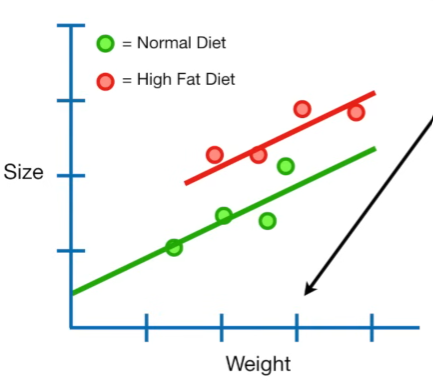 = Normal Diet
= High Fat Diet
Size
Weight